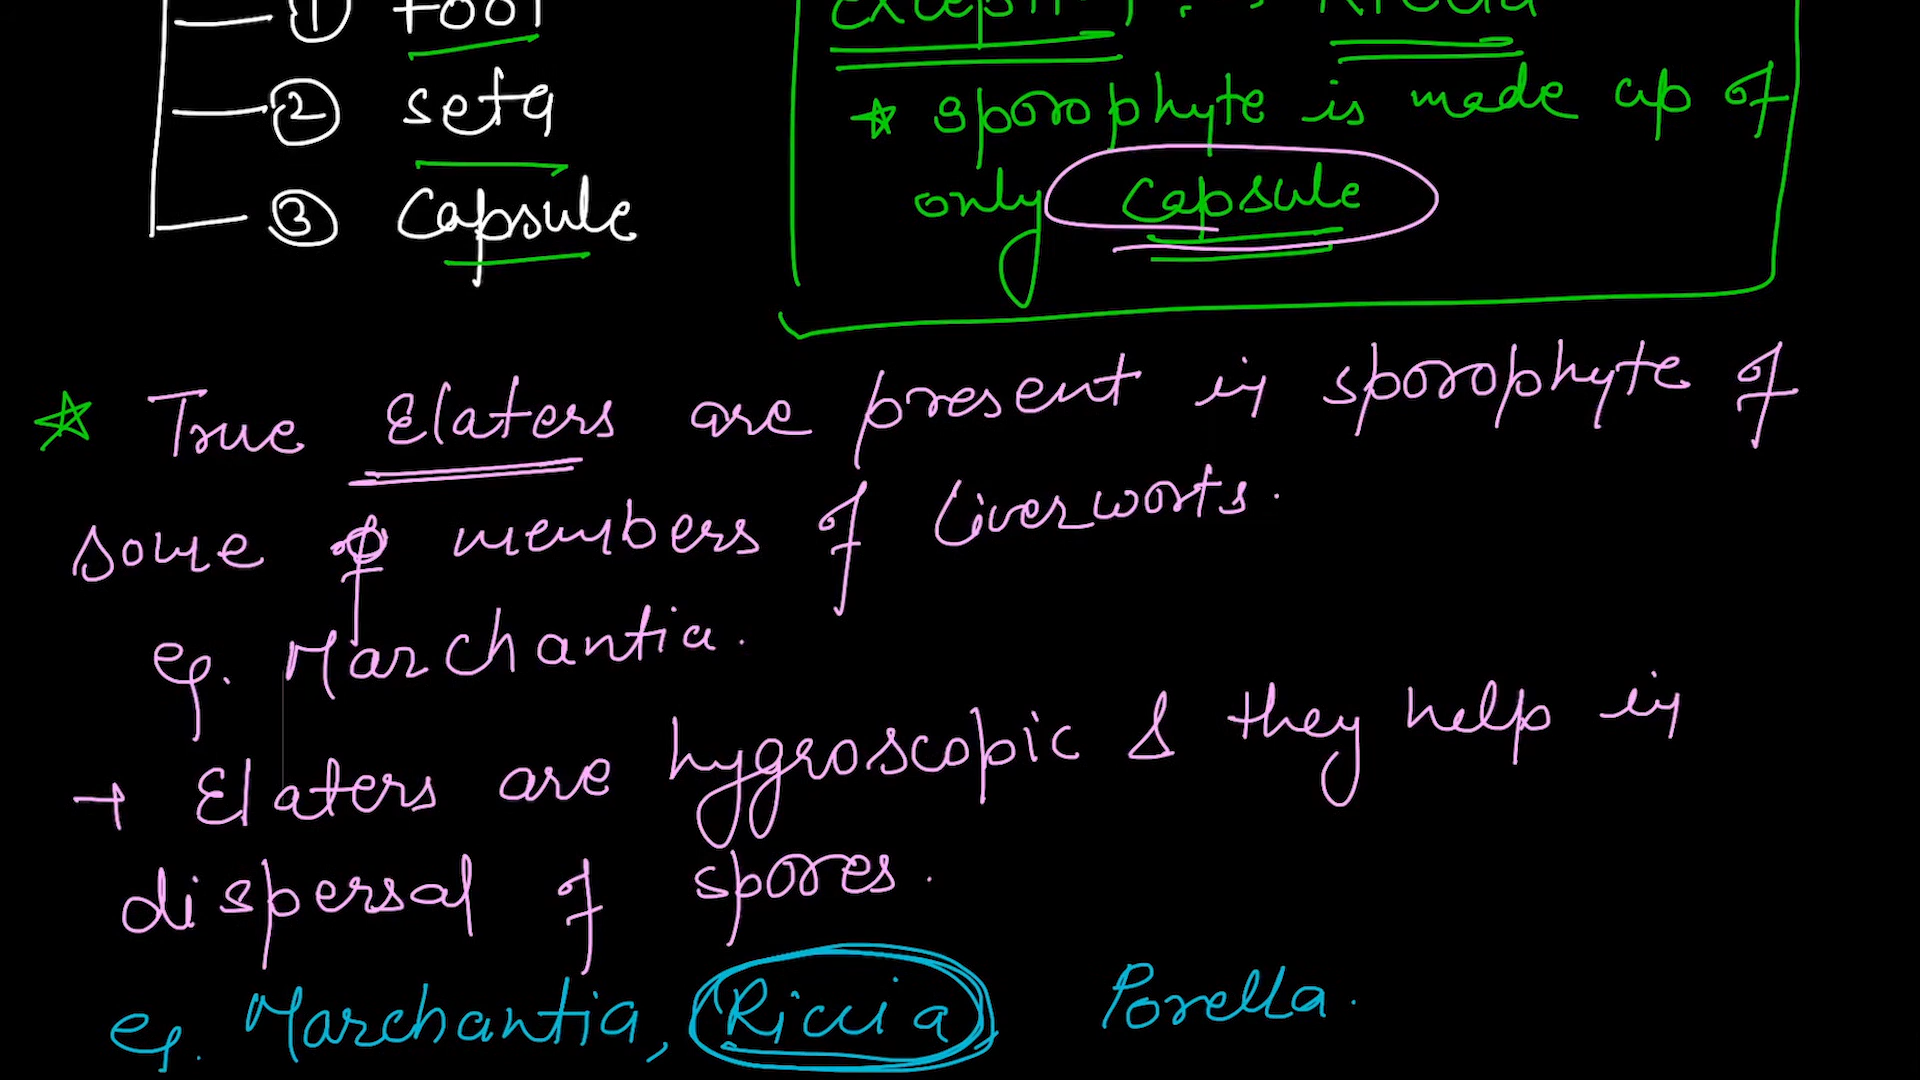 ① foot
② seta
③ Capsule
exception : → Riccia
☆ sporophyte is made up of
only capsule
☆ True Elaters are present in sporophyte of
some of members of Liverworts.
eg. Marchantia.
→ Elaters are hygroscopic & they help in
dispersal of spores.
eg. Marchantia, Riccia, Porella.